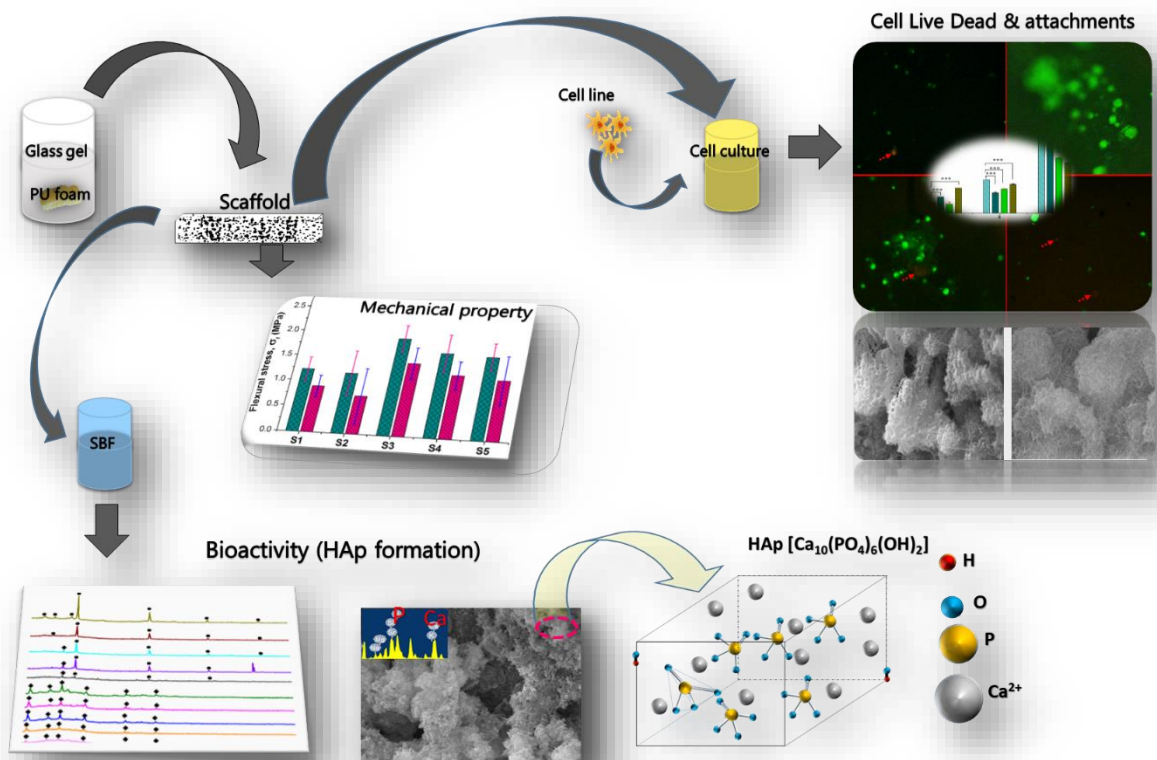 Cell Live Dead & attachments
Glass gel
PU foam
Cell line
Cell culture
Scaffold
***
***
***
***
***
Mechanical property
Flexural stress, σf (MPa)
2.5
2.0
1.5
1.0
0.5
0.0
S1
S2
S3
S4
S5
SBF
Bioactivity (HAp formation)
P
Ca
HAp [Ca10(PO4)6(OH)2]
H
O
P
Ca2+